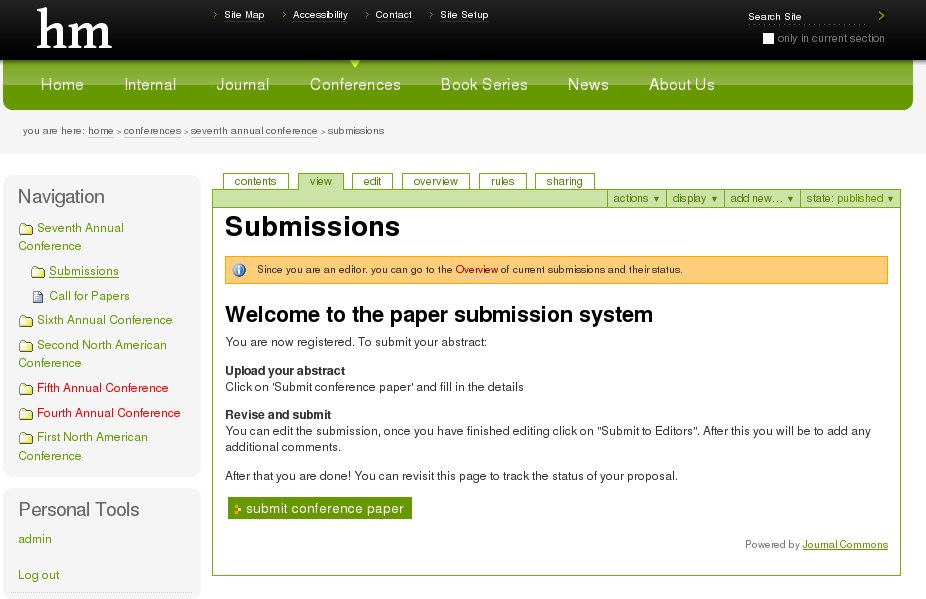 hm
Site Map
Accessibility
Contact
Site Setup
Search Site
only in current section
Home
Internal
Journal
Conferences
Book Series
News
About Us
you are here: home > conferences > seventh annual conference > submissions
Navigation
Seventh Annual
Conference
Submissions
Call for Papers
Sixth Annual Conference
Second North American
Conference
Fifth Annual Conference
Fourth Annual Conference
First North American
Conference
Personal Tools
admin
Log out
contents
view
edit
overview
rules
sharing
actions ▼
display ▼
add new… ▼
state: published ▼
Submissions
Since you are an editor. you can go to the Overview of current submissions and their status.
Welcome to the paper submission system
You are now registered. To submit your abstract:
Upload your abstract
Click on 'Submit conference paper' and fill in the details
Revise and submit
You can edit the submission, once you have finished editing click on "Submit to Editors". After this you will be to add any
additional comments.
After that you are done! You can revisit this page to track the status of your proposal.
submit conference paper
Powered by Journal Commons